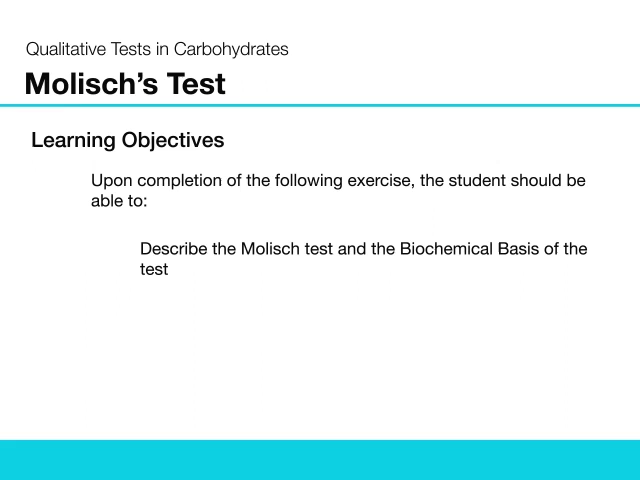 Qualitative Tests in Carbohydrates
Molisch’s Test
Learning Objectives
Upon completion of the following exercise, the student should be
able to:
Describe the Molisch test and the Biochemical Basis of the
test